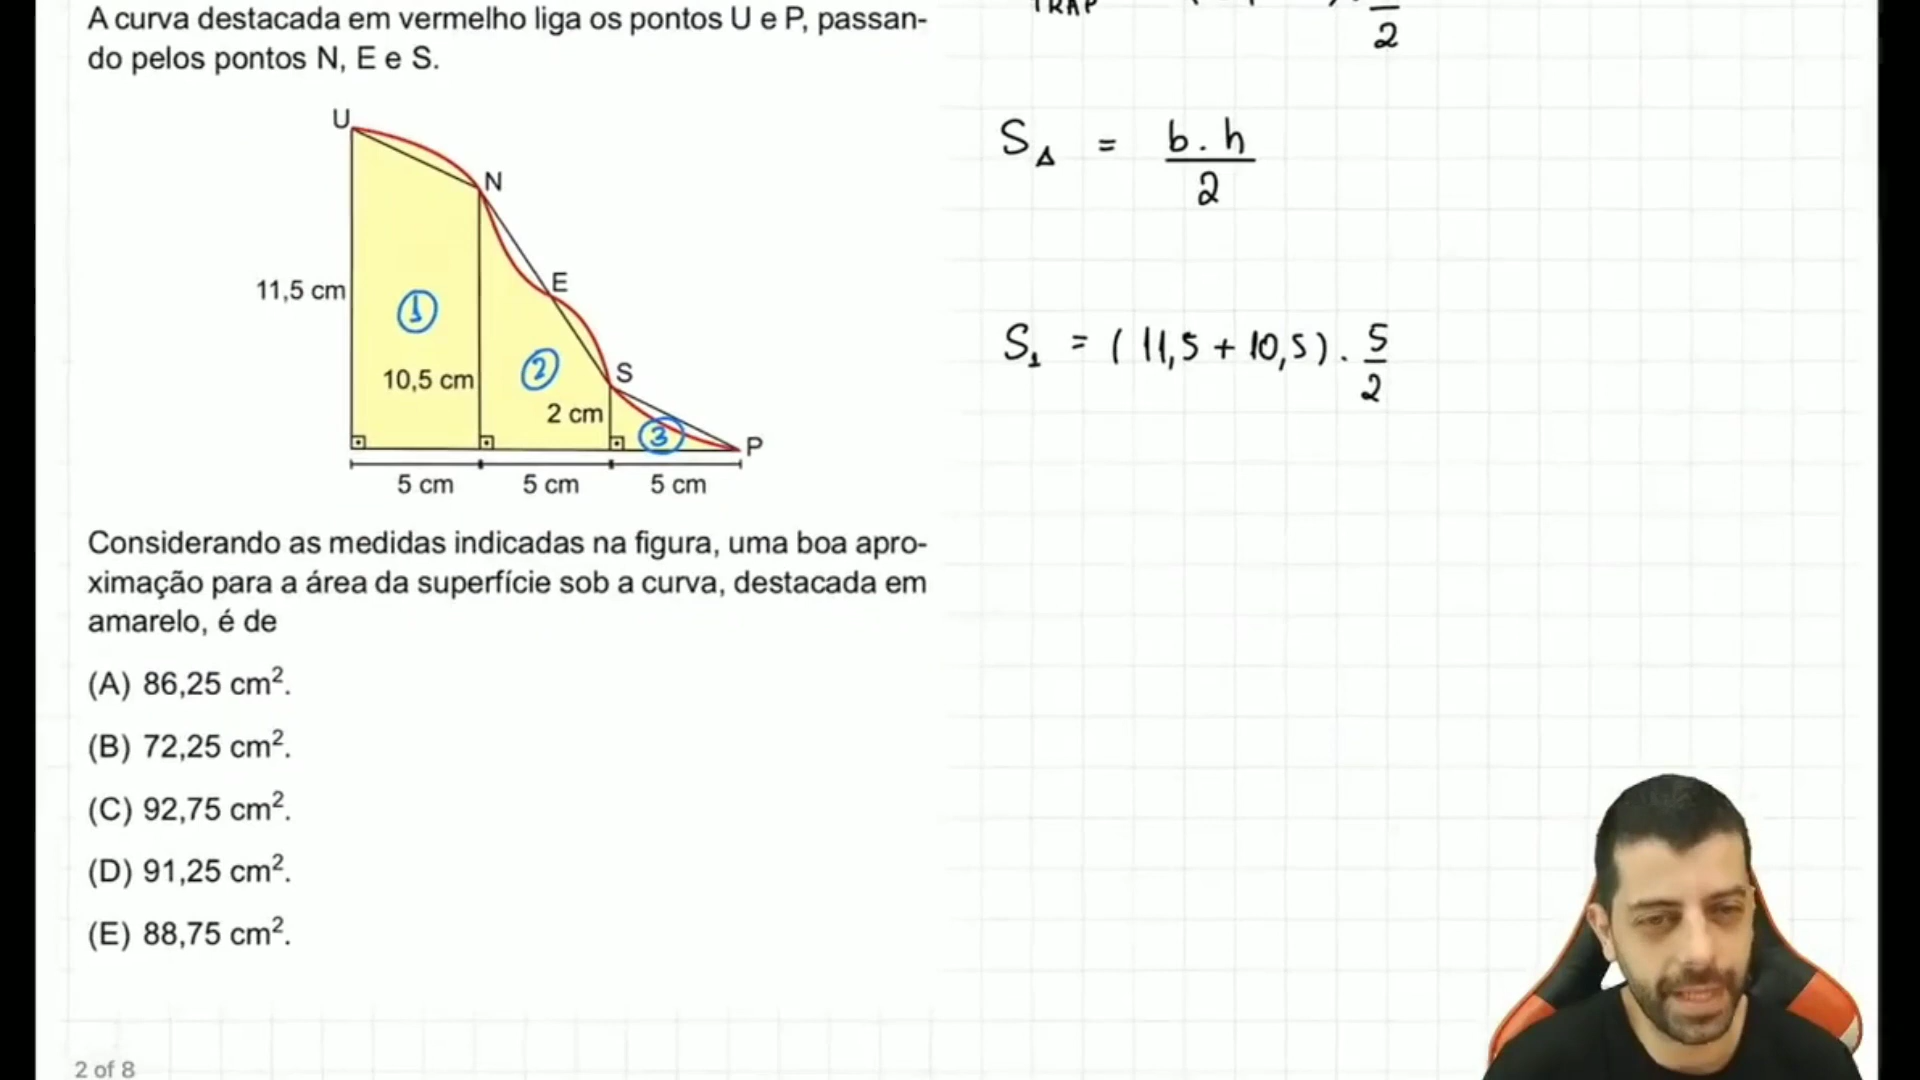 A curva destacada em vermelho liga os pontos U e P, passan-
do pelos pontos N, E e S.
U
N
E
S
P
11,5 cm
10,5 cm
2 cm
1
2
3
5 cm 5 cm 5 cm
Considerando as medidas indicadas na figura, uma boa apro-
ximação para a área da superfície sob a curva, destacada em
amarelo, é de
(A) 86,25 cm².
(B) 72,25 cm².
(C) 92,75 cm².
(D) 91,25 cm².
(E) 88,75 cm².
2 of 8
TRAP
2
S△ = b . h
2
S₁ = (11,5 + 10,5) . 5
2